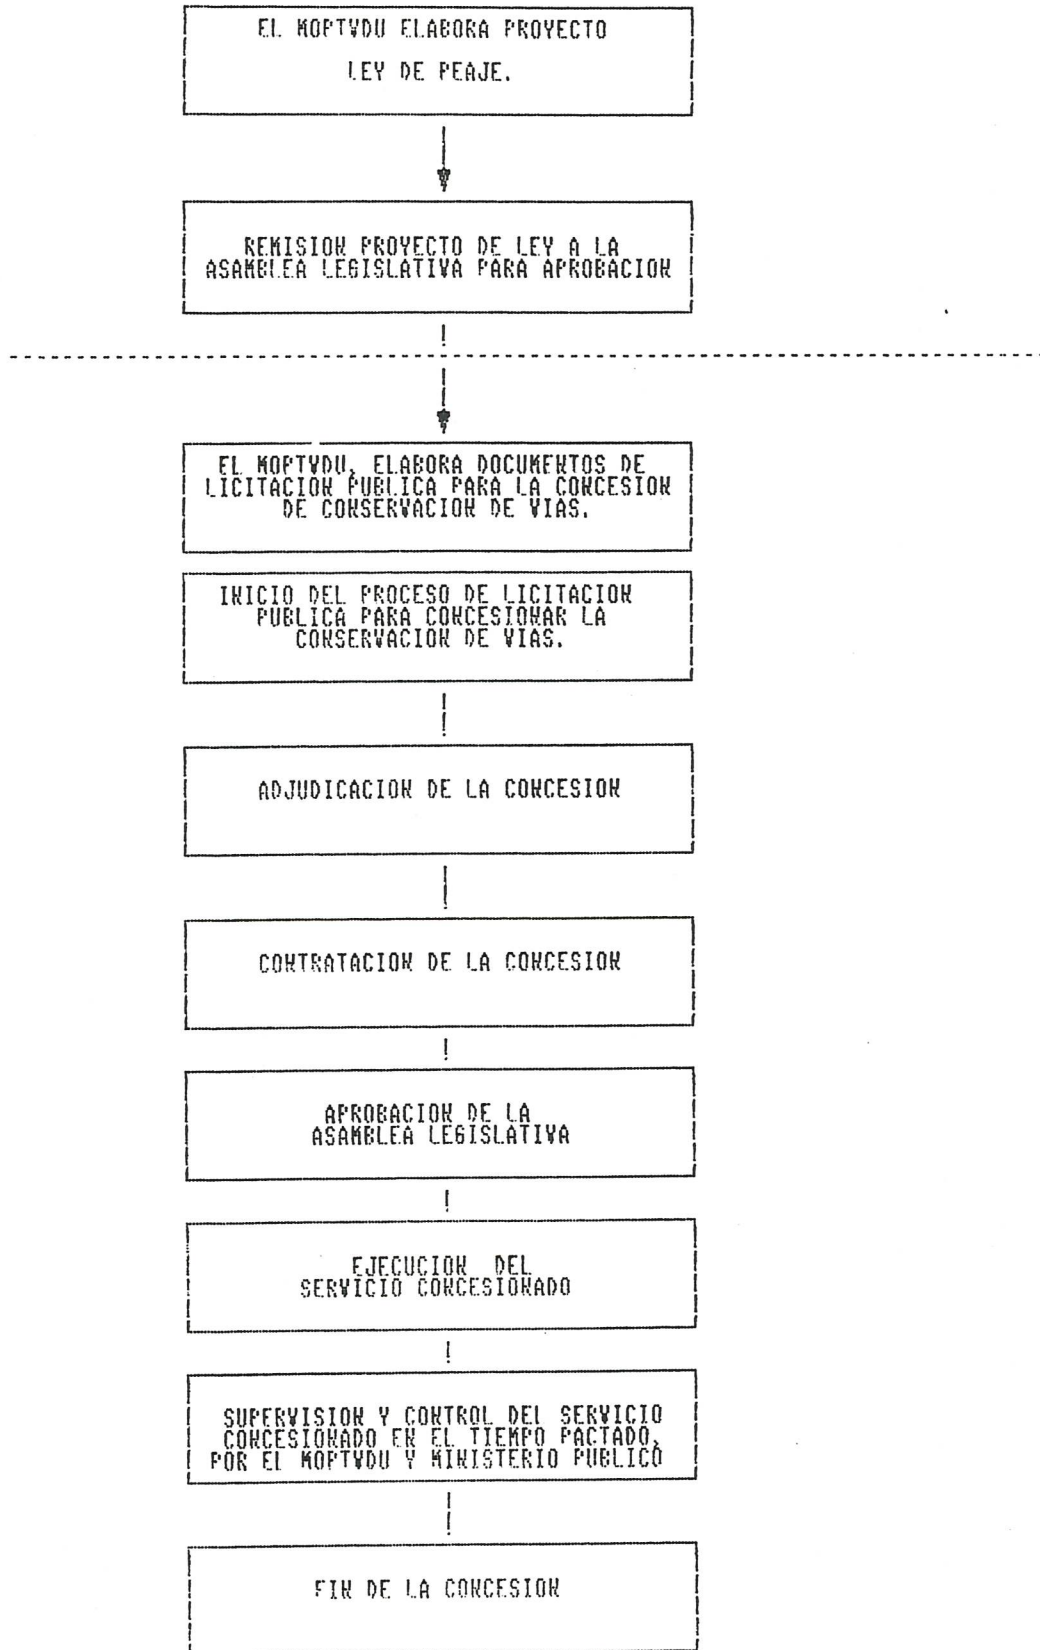 EL MOPTVDU ELABORA PROYECTO
LEY DE PEAJE.
REMISION PROYECTO DE LEY A LA
ASAMBLEA LEGISLATIVA PARA APROBACION
EL MOPTVDU, ELABORA DOCUMENTOS DE
LICITACION PUBLICA PARA LA CONCESION
DE CONSERVACION DE VIAS.
INICIO DEL PROCESO DE LICITACION
PUBLICA PARA CONCESIONAR LA
CONSERVACION DE VIAS.
ADJUDICACION DE LA CONCESION
CONTRATACION DE LA CONCESION
APROBACION DE LA
ASAMBLEA LEGISLATIVA
EJECUCION DEL
SERVICIO CONCESIONADO
SUPERVISION Y CONTROL DEL SERVICIO
CONCESIONADO EN EL TIEMPO PACTADO,
POR EL MOPTVDU Y MINISTERIO PUBLICO
FIN DE LA CONCESION